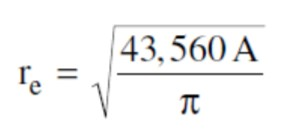 r_e = √(43,560 A / π)